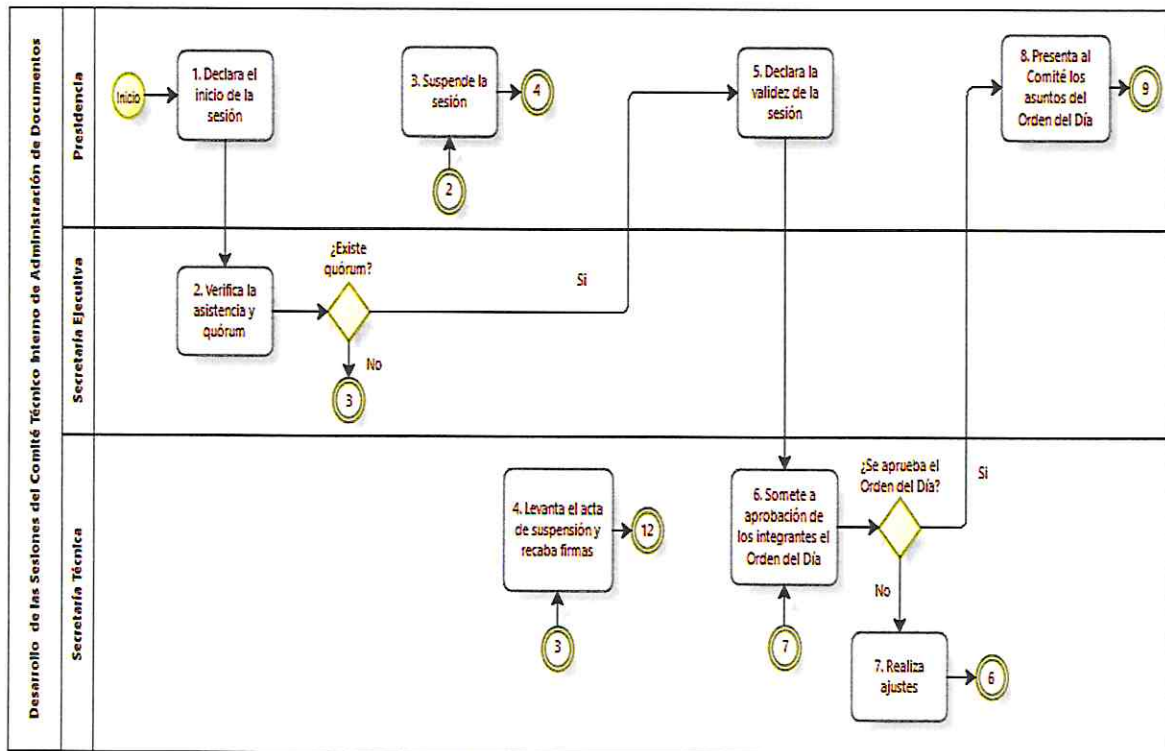 Desarrollo de las Sesiones del Comité Técnico Interno de Administración de Documentos
Presidencia
Inicio
1. Declara el
inicio de la
sesión
3. Suspende la
sesión
4
2
5. Declara la
validez de la
sesión
8. Presenta al
Comité los
asuntos del
Orden del Día
9
Secretaría Ejecutiva
2. Verifica la
asistencia y
quórum
¿Existe
quórum?
Si
No
3
Secretaría Técnica
4. Levanta el acta
de suspensión y
recaba firmas
12
3
6. Somete a
aprobación de
los integrantes el
Orden del Día
7
¿Se aprueba el
Orden del Día?
Si
No
7. Realiza
ajustes
6